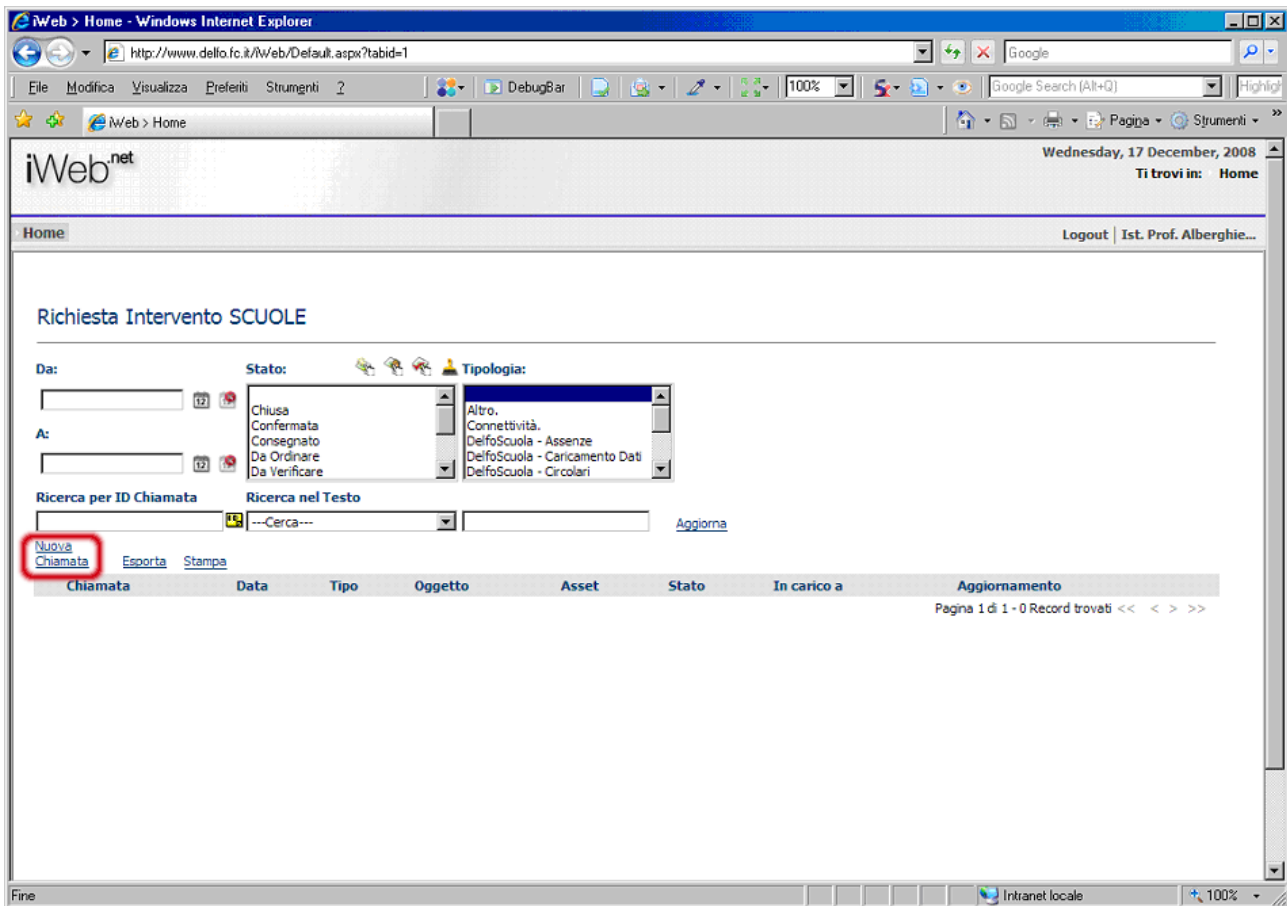 iWeb > Home - Windows Internet Explorer
http://www.delfo.fc.it/iWeb/Default.aspx?tabid=1
Google
File Modifica Visualizza Preferiti Strumenti ?
DebugBar
100%
Google Search (Alt+Q)
iWeb > Home
Pagina
Strumenti
»
iWeb.net
Wednesday, 17 December, 2008
Ti trovi in: Home
Home
Logout | Ist. Prof. Alberghie...
Richiesta Intervento SCUOLE
Da:
Stato:
Tipologia:
12
Chiusa
Confermata
Consegnato
Da Ordinare
Da Verificare
Altro.
Connettività.
DelfoScuola - Assenze
DelfoScuola - Caricamento Dati
DelfoScuola - Circolari
A:
12
Ricerca per ID Chiamata
Ricerca nel Testo
---Cerca---
Aggiorna
Nuova
Chiamata
Esporta
Stampa
Chiamata Data Tipo Oggetto Asset Stato In carico a Aggiornamento
Pagina 1 di 1 - 0 Record trovati << < > >>
Fine
Intranet locale
100%